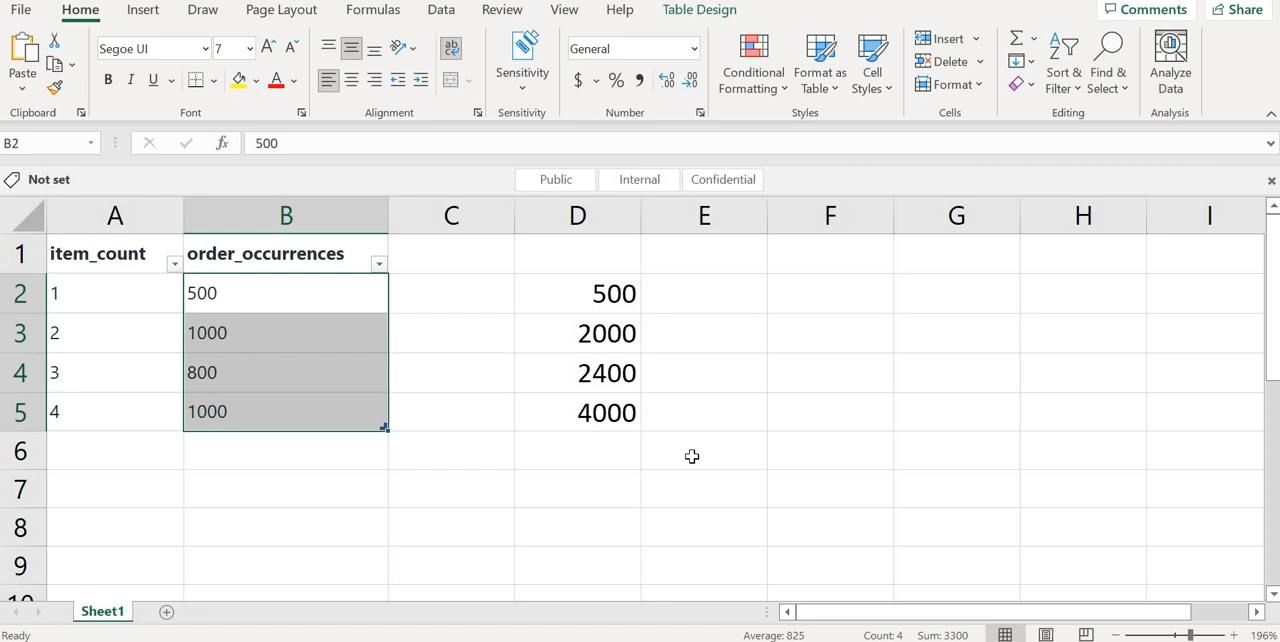 File Home Insert Draw Page Layout Formulas Data Review View Help Table Design Comments Share
Segoe UI 7 General Insert
Paste Sensitivity Conditional Format as Cell Delete Sort & Find & Analyze
Formatting Table Styles Format Filter Select Data
Clipboard Font Alignment Sensitivity Number Styles Cells Editing Analysis
B2 fx 500
Not set Public Internal Confidential
A B C D E F G H I
1 item_count order_occurrences
2 1 500 500
3 2 1000 2000
4 3 800 2400
5 4 1000 4000
6
7
8
9
10
Sheet1
Ready Average: 825 Count: 4 Sum: 3300 196%